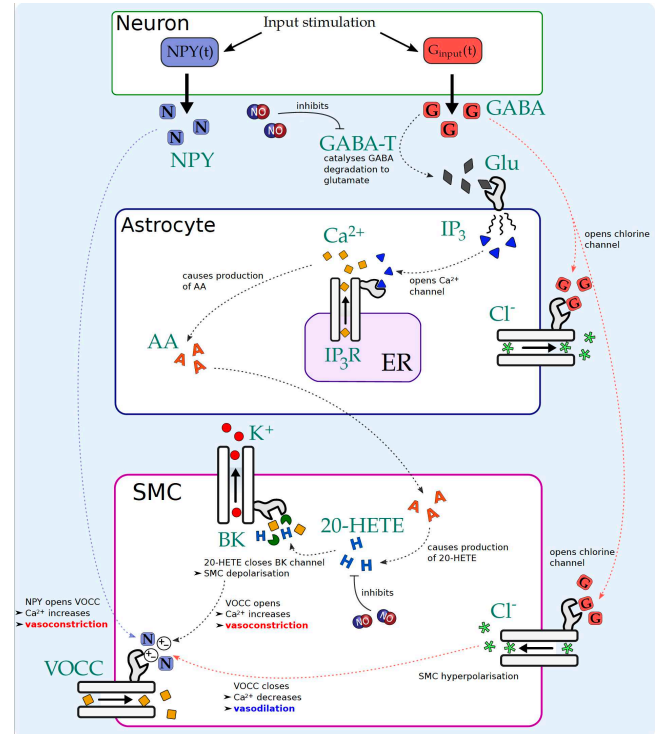 Neuron
Input stimulation
NPY(t)
G_input(t)
N
N
N
NPY
NO
NO
inhibits
GABA-T
catalyses GABA
degradation to
glutamate
G
G
G
GABA
Glu
Astrocyte
IP₃
Ca²⁺
causes production
of AA
opens Ca²⁺
channel
opens chlorine
channel
G
G
G
Cl⁻
AA
A
A
A
IP₃R
ER
K⁺
SMC
BK
H
H
20-HETE
H
H
H
A
A
A
causes production
of 20-HETE
20-HETE closes BK channel
➤ SMC depolarisation
inhibits
NO
NO
opens chlorine
channel
G
G
G
Cl⁻
NPY opens VOCC
➤ Ca²⁺ increases
➤ vasoconstriction
VOCC opens
➤ Ca²⁺ increases
➤ vasoconstriction
N
+-
+-
N
VOCC
SMC hyperpolarisation
VOCC closes
➤ Ca²⁺ decreases
➤ vasodilation